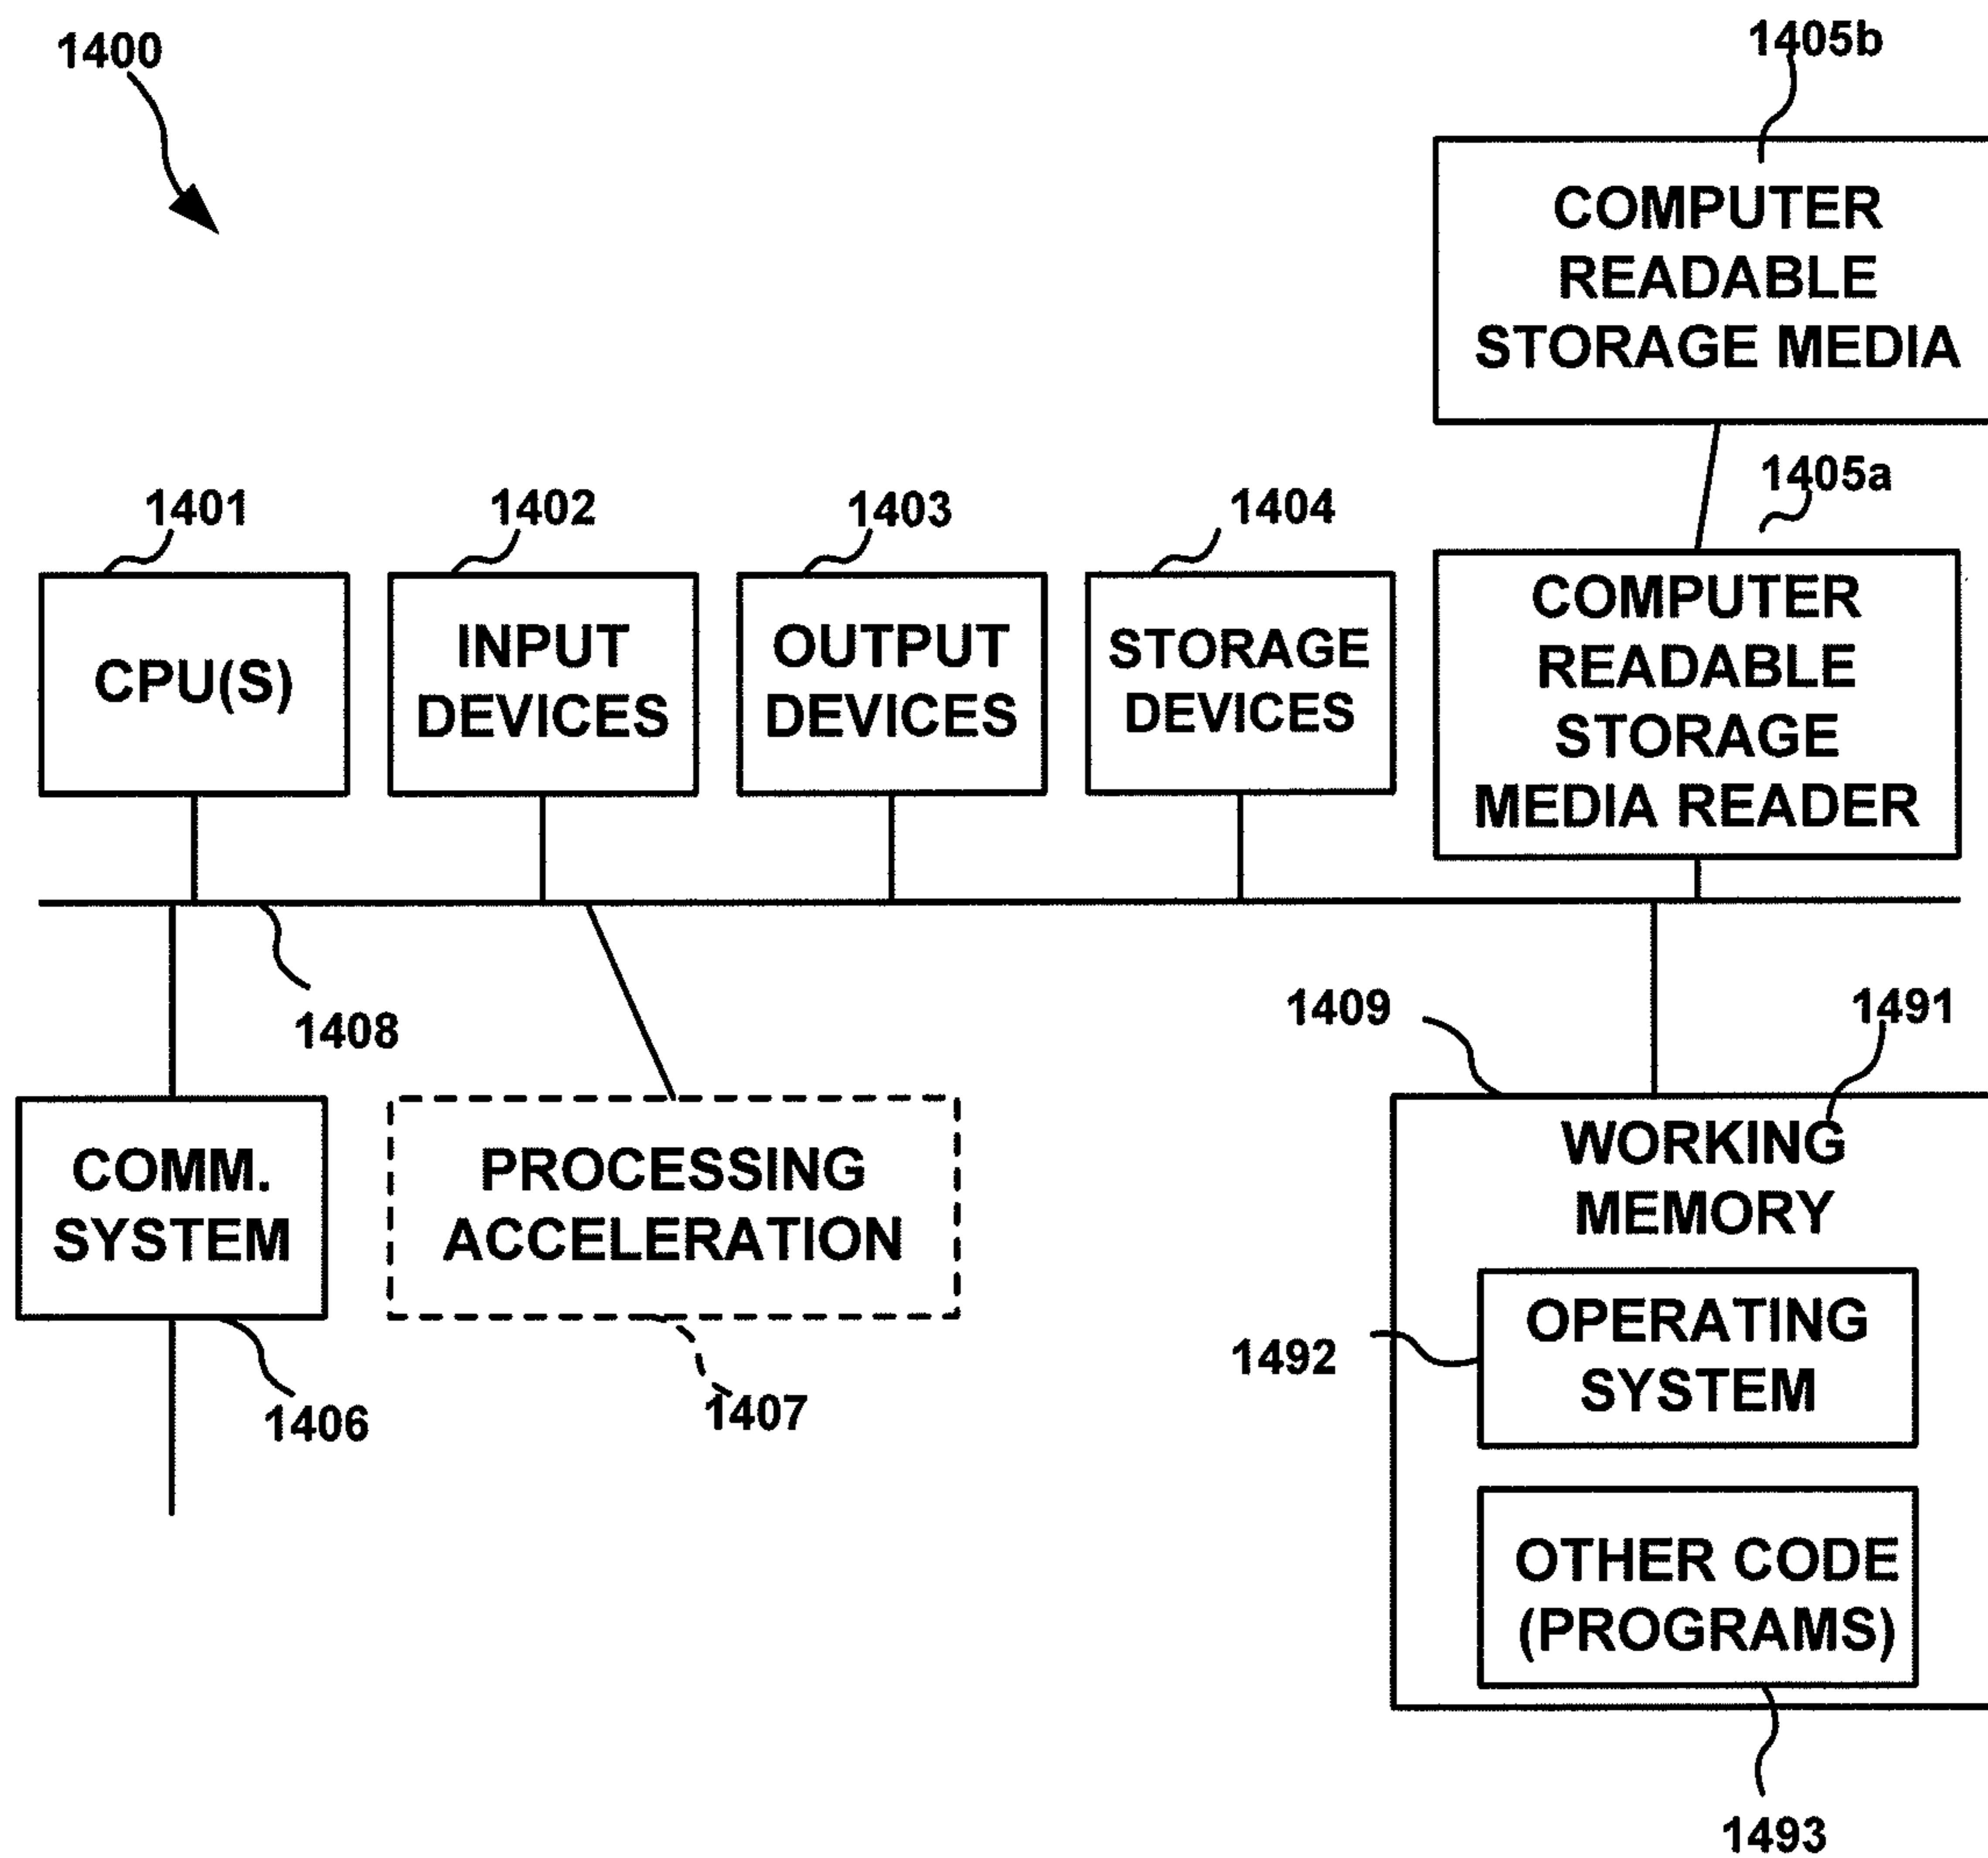 1400
1405b
COMPUTER
READABLE
STORAGE MEDIA
1405a
1401
1402
1403
1404
CPU(S)
INPUT
DEVICES
OUTPUT
DEVICES
STORAGE
DEVICES
COMPUTER
READABLE
STORAGE
MEDIA READER
1408
1409
1491
COMM.
SYSTEM
PROCESSING
ACCELERATION
WORKING
MEMORY
1406
1407
1492
OPERATING
SYSTEM
OTHER CODE
(PROGRAMS)
1493